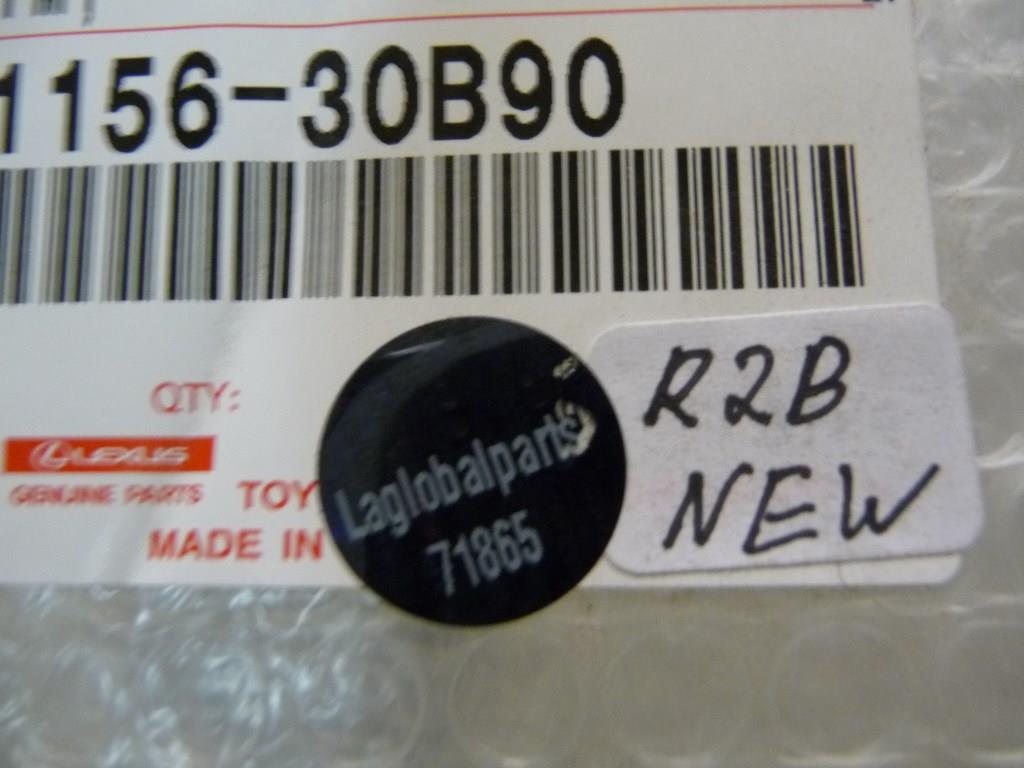 1156-30B90
QTY:
LEXUS
GENUINE PARTS
TOY
MADE IN
Laglobalparts
71865
R2B
NEW